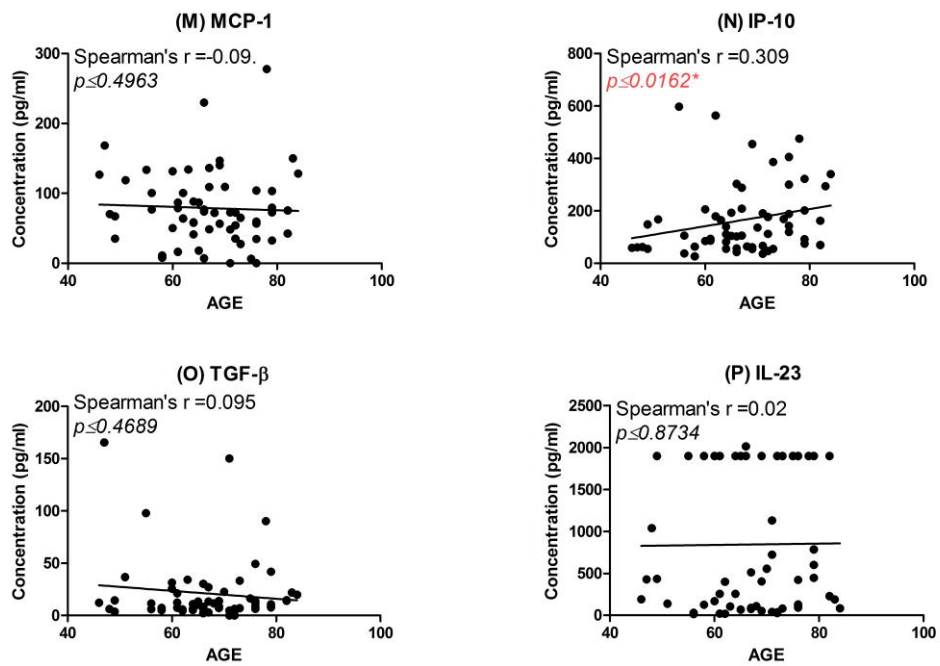 (M) MCP-1
Spearman's r =-0.09.
p≤0.4963
Concentration (pg/ml)
300
200
100
0
40
60
80
100
AGE
(N) IP-10
Spearman's r =0.309
p≤0.0162*
Concentration (pg/ml)
800
600
400
200
0
40
60
80
100
AGE
(O) TGF-β
Spearman's r =0.095
p≤0.4689
Concentration (pg/ml)
200
150
100
50
0
40
60
80
100
AGE
(P) IL-23
Spearman's r =0.02
p≤0.8734
Concentration (pg/ml)
2500
2000
1500
1000
500
0
40
60
80
100
AGE